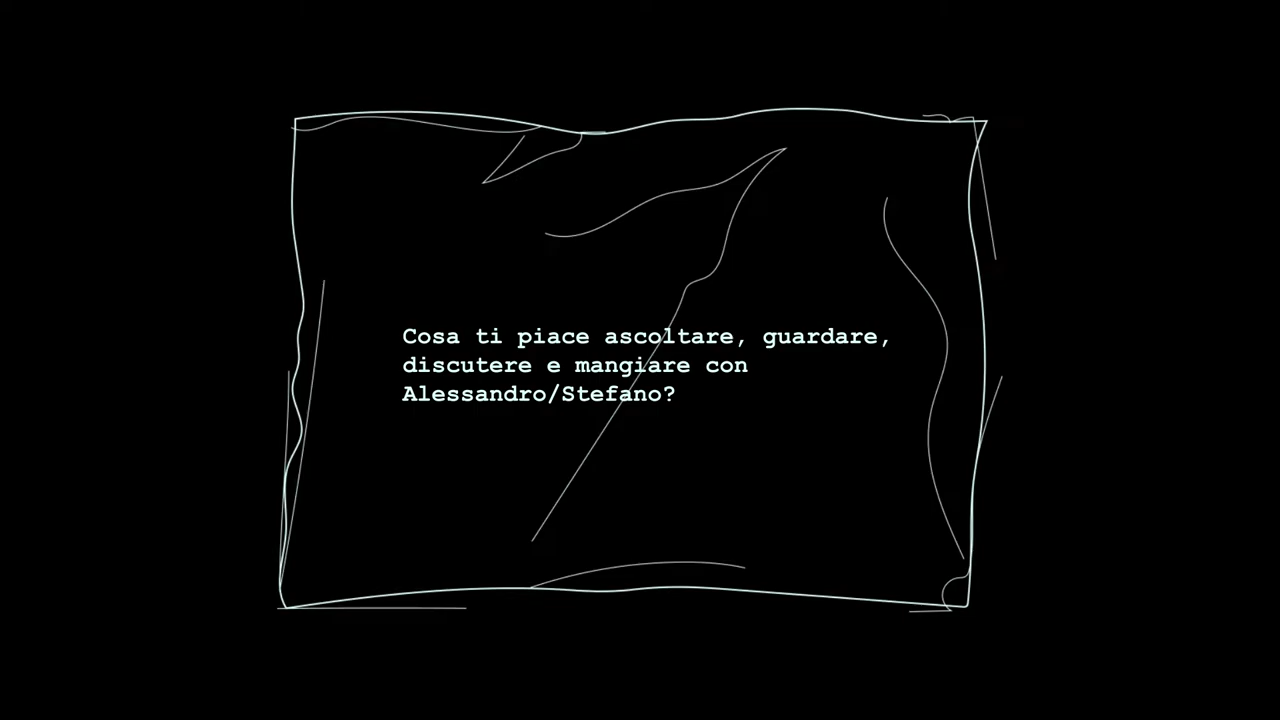 Cosa ti piace ascoltare, guardare,
discutere e mangiare con
Alessandro/Stefano?